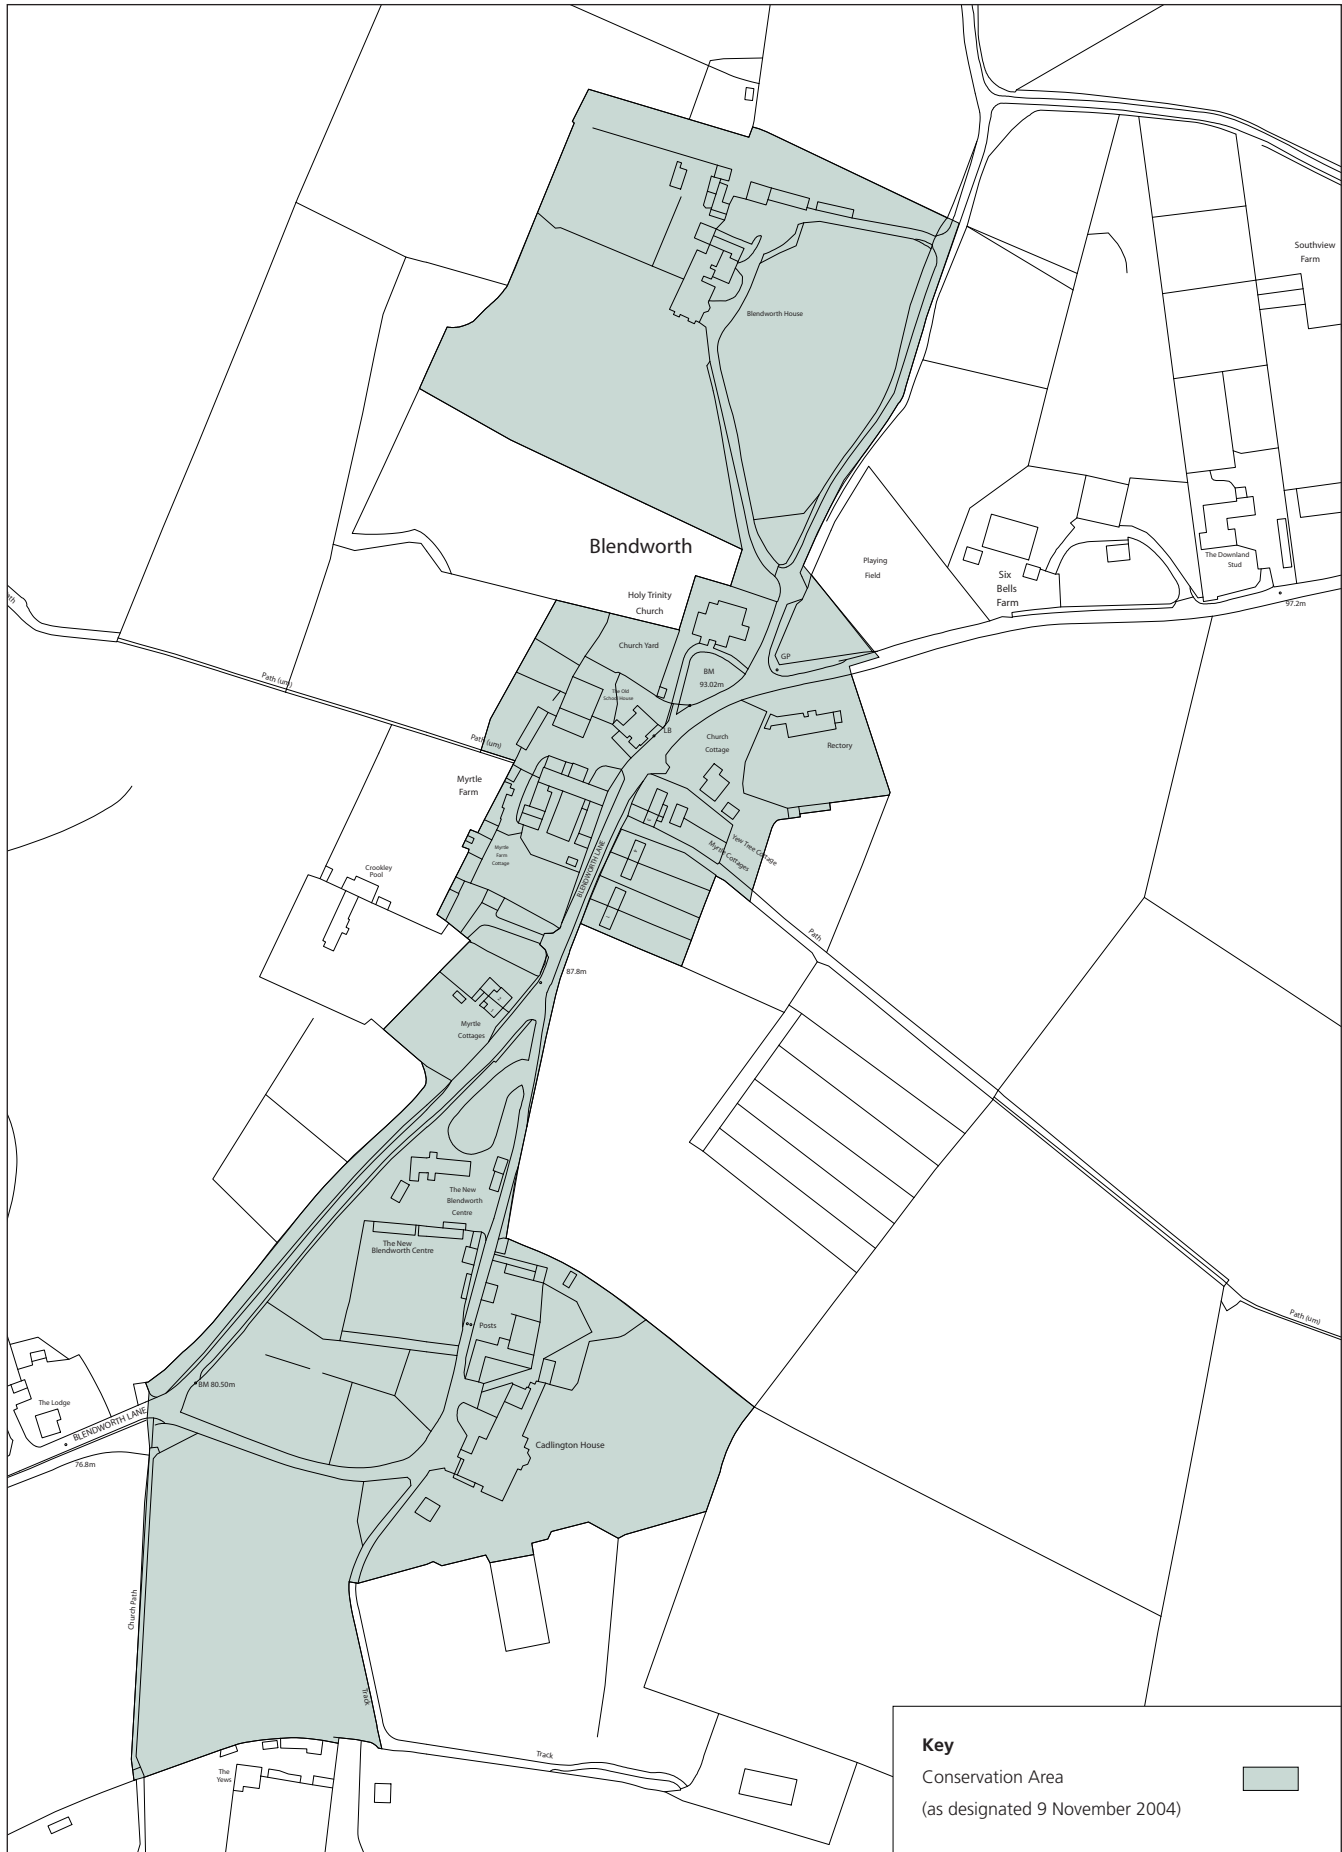 Southview
Farm
Blendworth House
Blendworth
Holy Trinity
Church
Playing
Field
Six
Bells
Farm
The Downland
Stud
97.2m
Church Yard
GP
BM
93.02m
Path (um)
The Old
School House
LB
Church
Cottage
Rectory
Path (um)
Myrtle
Farm
Yew Tree Cottage
Myrtle Cottages
Myrtle
Farm
Cottage
BLENDWORTH LANE
Crookley
Pool
Path
87.8m
Myrtle
Cottages
The New
Blendworth
Centre
The New
Blendworth Centre
Posts
Path (um)
BM 80.50m
The Lodge
BLENDWORTH LANE
76.8m
Cadlington House
Church Path
Track
Track
The
Yews
Key
Conservation Area
(as designated 9 November 2004)